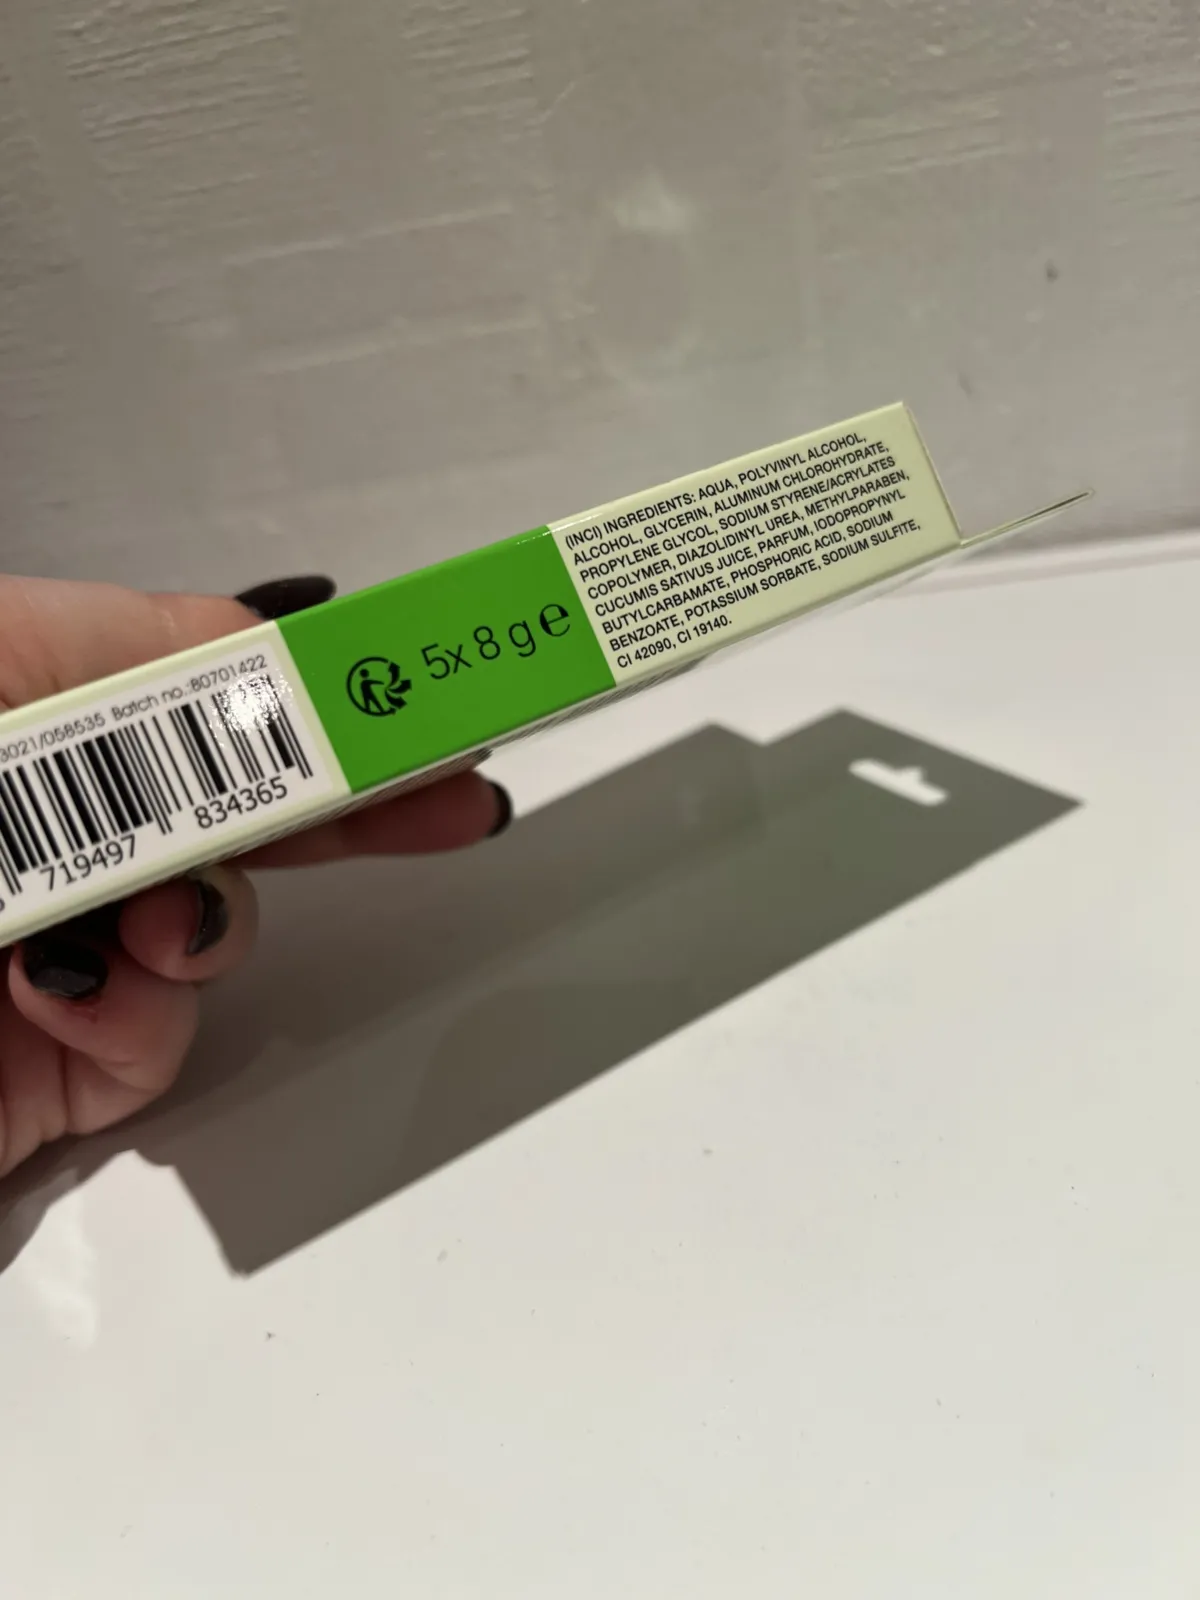 3021/058535 Batch no.:80701422
719497 834365
5x 8 g e
(INCI) INGREDIENTS: AQUA, POLYVINYL ALCOHOL,
ALCOHOL, GLYCERIN, ALUMINUM CHLOROHYDRATE,
PROPYLENE GLYCOL, SODIUM STYRENE/ACRYLATES
COPOLYMER, DIAZOLIDINYL UREA, METHYLPARABEN,
CUCUMIS SATIVUS JUICE, PARFUM, IODOPROPYNYL
BUTYLCARBAMATE, PHOSPHORIC ACID, SODIUM
BENZOATE, POTASSIUM SORBATE, SODIUM SULFITE,
CI 42090, CI 19140.